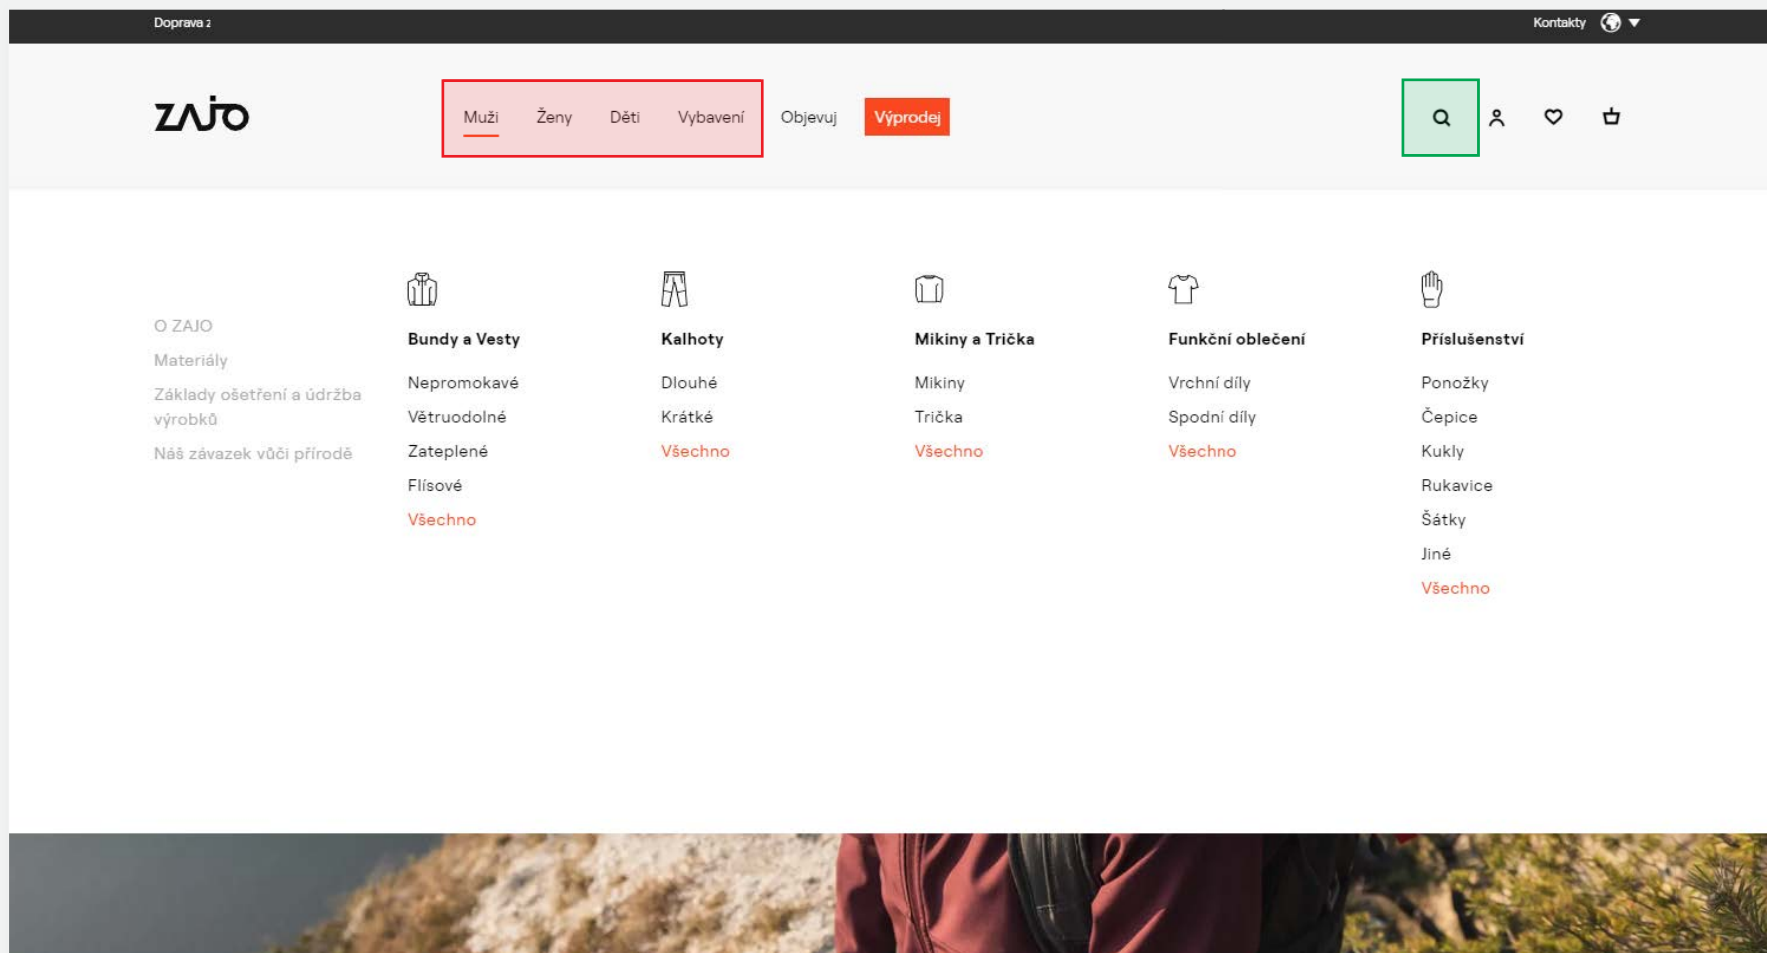 Doprava z
Kontakty
ZAJO
Muži Ženy Děti Vybavení Objevuj Výprodej
O ZAJO
Materiály
Základy ošetření a údržba
výrobků
Náš závazek vůči přírodě
Bundy a Vesty
Nepromokavé
Větruodolné
Zateplené
Flísové
Všechno
Kalhoty
Dlouhé
Krátké
Všechno
Mikiny a Trička
Mikiny
Trička
Všechno
Funkční oblečení
Vrchní díly
Spodní díly
Všechno
Příslušenství
Ponožky
Čepice
Kukly
Rukavice
Šátky
Jiné
Všechno